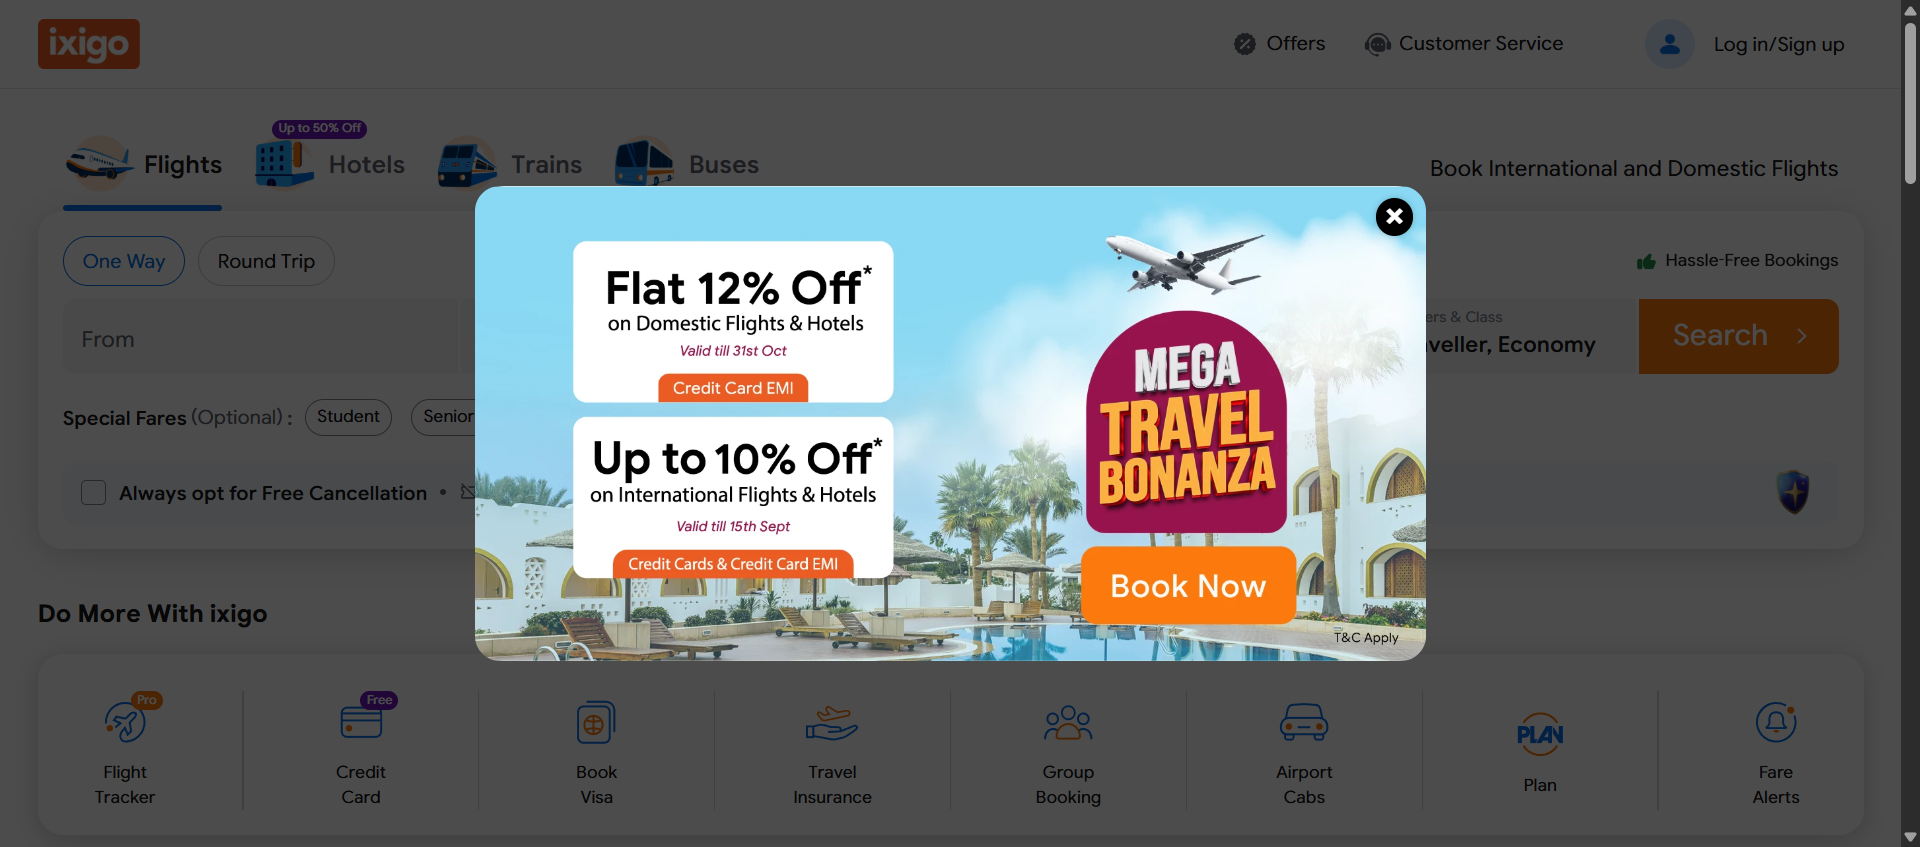 ixigo
Offers
Customer Service
Log in/Sign up
Up to 50% Off
Flights
Hotels
Trains
Buses
Book International and Domestic Flights
One Way
Round Trip
Hassle-Free Bookings
From
ers & Class
veller, Economy
Search
Special Fares (Optional) :
Student
Senior
Always opt for Free Cancellation •
Flat 12% Off*
on Domestic Flights & Hotels
Valid till 31st Oct
Credit Card EMI
Up to 10% Off*
on International Flights & Hotels
Valid till 15th Sept
Credit Cards & Credit Card EMI
MEGA
TRAVEL
BONANZA
Book Now
T&C Apply
Do More With ixigo
Pro
Flight
Tracker
Free
Credit
Card
Book
Visa
Travel
Insurance
Group
Booking
Airport
Cabs
PLAN
Plan
Fare
Alerts